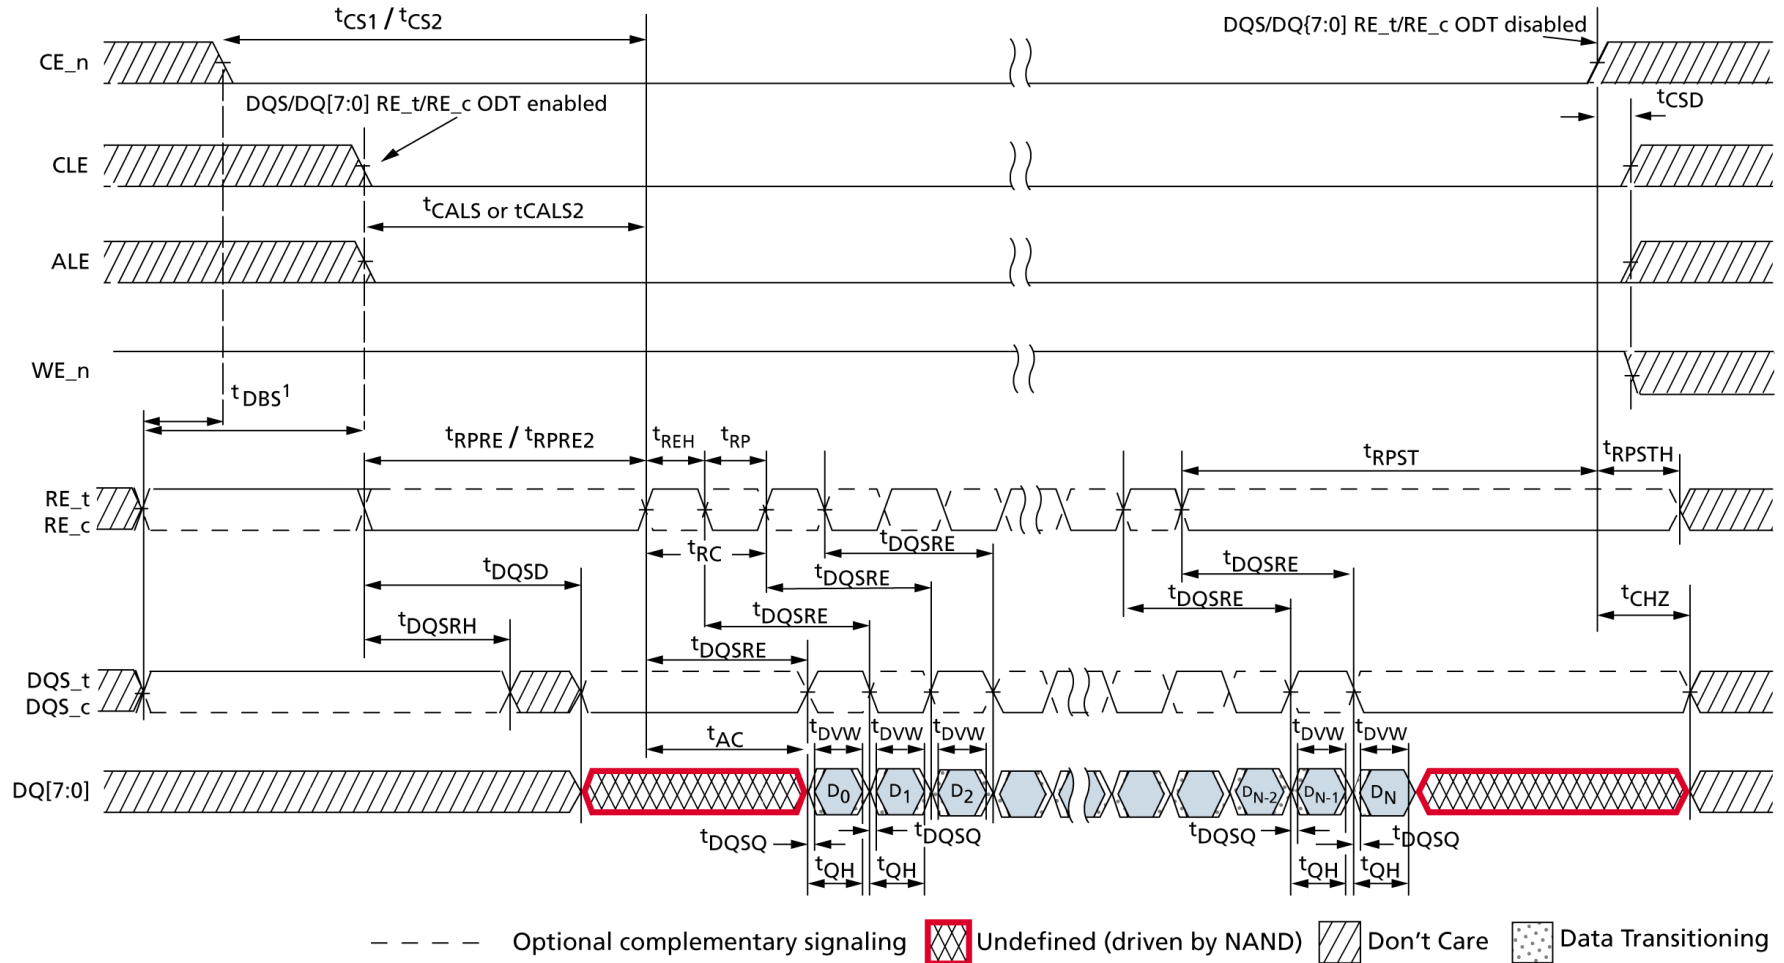 tCS1 / tCS2
DQS/DQ{7:0] RE_t/RE_c ODT disabled
CE_n
tCSD
DQS/DQ[7:0] RE_t/RE_c ODT enabled
CLE
tCALS or tCALS2
ALE
WE_n
tDBS1
tRPRE / tRPRE2
tREH
tRP
tRPST
tRPSTH
RE_t
RE_c
tRC
tDQSRE
tDQSD
tDQSRE
tDQSRE
tDQSRE
tCHZ
tDQSRH
tDQSRE
tDQSRE
DQS_t
DQS_c
tAC
tDVW
tDVW
tDVW
tDVW
tDVW
DQ[7:0]
D0
D1
D2
DN-2
DN-1
DN
tDQSQ
tDQSQ
tDQSQ
tDQSQ
tQH
tQH
tQH
tQH
Optional complementary signaling
Undefined (driven by NAND)
Don’t Care
Data Transitioning